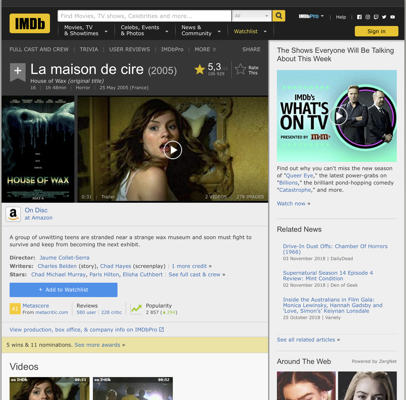 IMDb
Find Movies, TV shows, Celebrities and more...
All
Movies, TV
& Showtimes
Celebs, Events
& Photos
News &
Community
Watchlist
IMDbPro
Help
Sign in
FULL CAST AND CREW | TRIVIA | USER REVIEWS | IMDbPro | MORE
SHARE
La maison de cire (2005)
House of Wax (original title)
16 | 1h 48min | Horror | 25 May 2005 (France)
5,3
Rate
This
HOUSE OF WAX
Trailer
2 VIDEOS
On Disc
at Amazon
A group of unwitting teens are stranded near a strange wax museum and soon must fight to
survive and keep from becoming the next exhibit.
Director: Jaume Collet-Serra
Writers: Charles Belden (story), Chad Hayes (screenplay) | 1 more credit »
Stars: Chad Michael Murray, Paris Hilton, Elisha Cuthbert | See full cast & crew »
+ Add to Watchlist
Metascore
From metacritic.com
Reviews
580 user | 228 critic
Popularity
2 857
View production, box office, & company info on IMDbPro
5 wins & 11 nominations. See more awards »
Videos
The Shows Everyone Will Be Talking
About This Week
IMDb's
WHAT'S
ON TV
PRESENTED BY m&m's
Find out why you can't miss the new season
of "Queer Eye," the latest power-grabs on
"Billions," the brilliant pond-hopping comedy
"Catastrophe," and more.
Watch now »
Related News
Drive-In Dust Offs: Chamber Of Horrors
(1966)
03 November 2018 | DailyDead
Supernatural Season 14 Episode 4
Review: Mint Condition
02 November 2018 | Den of Geek
Inside the Australians in Film Gala:
Monica Lewinsky, Hannah Gadsby and
'Love, Simon' Keiynan Lonsdale
25 October 2018 | Variety
See all related articles »
Around The Web
Powered by ZergNet